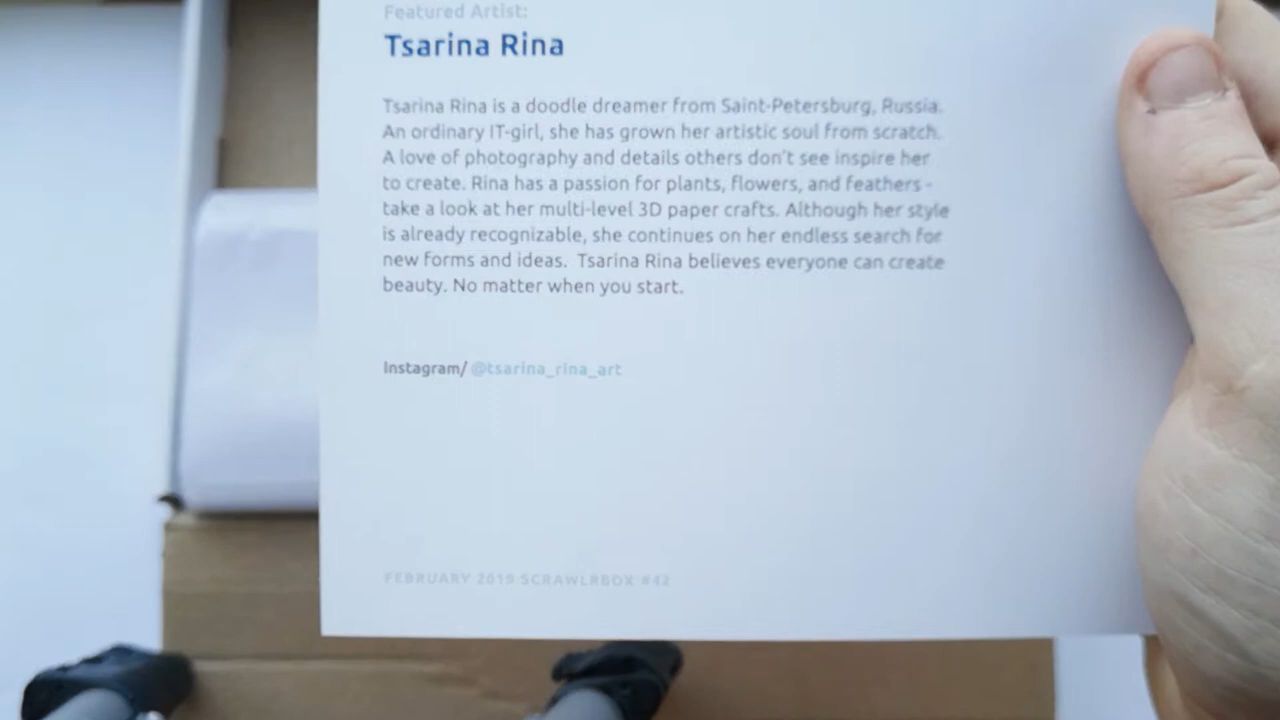 Featured Artist:
Tsarina Rina
Tsarina Rina is a doodle dreamer from Saint-Petersburg, Russia.
An ordinary IT-girl, she has grown her artistic soul from scratch.
A love of photography and details others don't see inspire her
to create. Rina has a passion for plants, flowers, and feathers -
take a look at her multi-level 3D paper crafts. Although her style
is already recognizable, she continues on her endless search for
new forms and ideas. Tsarina Rina believes everyone can create
beauty. No matter when you start.
Instagram/ @tsarina_rina_art
FEBRUARY 2019 SCRAWLRBOX #42